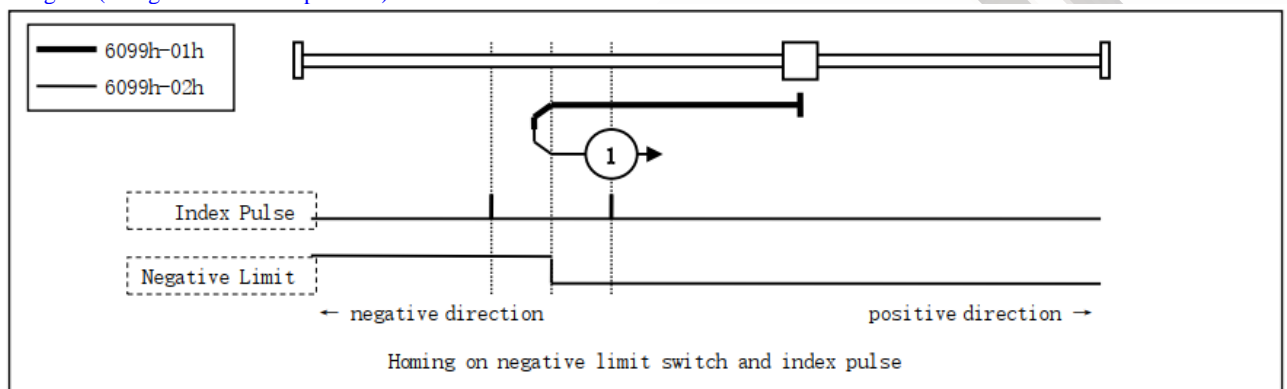 6099h-01h
6099h-02h
1
Index Pulse
Negative Limit
← negative direction
positive direction →
Homing on negative limit switch and index pulse